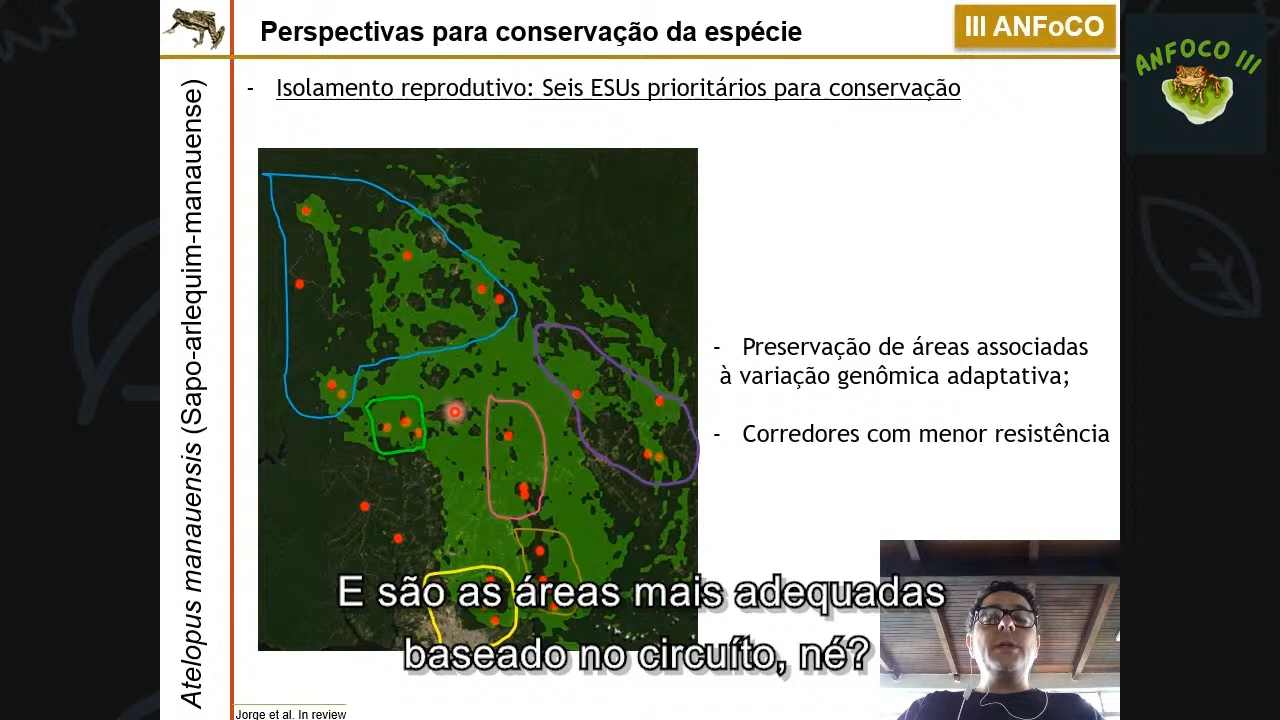 Perspectivas para conservação da espécie
III ANFoCO
ANFOCO III
- Isolamento reprodutivo: Seis ESUs prioritários para conservação
Atelopus manauensis (Sapo-arlequim-manauense)
- Preservação de áreas associadas
à variação genômica adaptativa;
- Corredores com menor resistência
E são as áreas mais adequadas
baseado no circuíto, né?
Jorge et al. In review